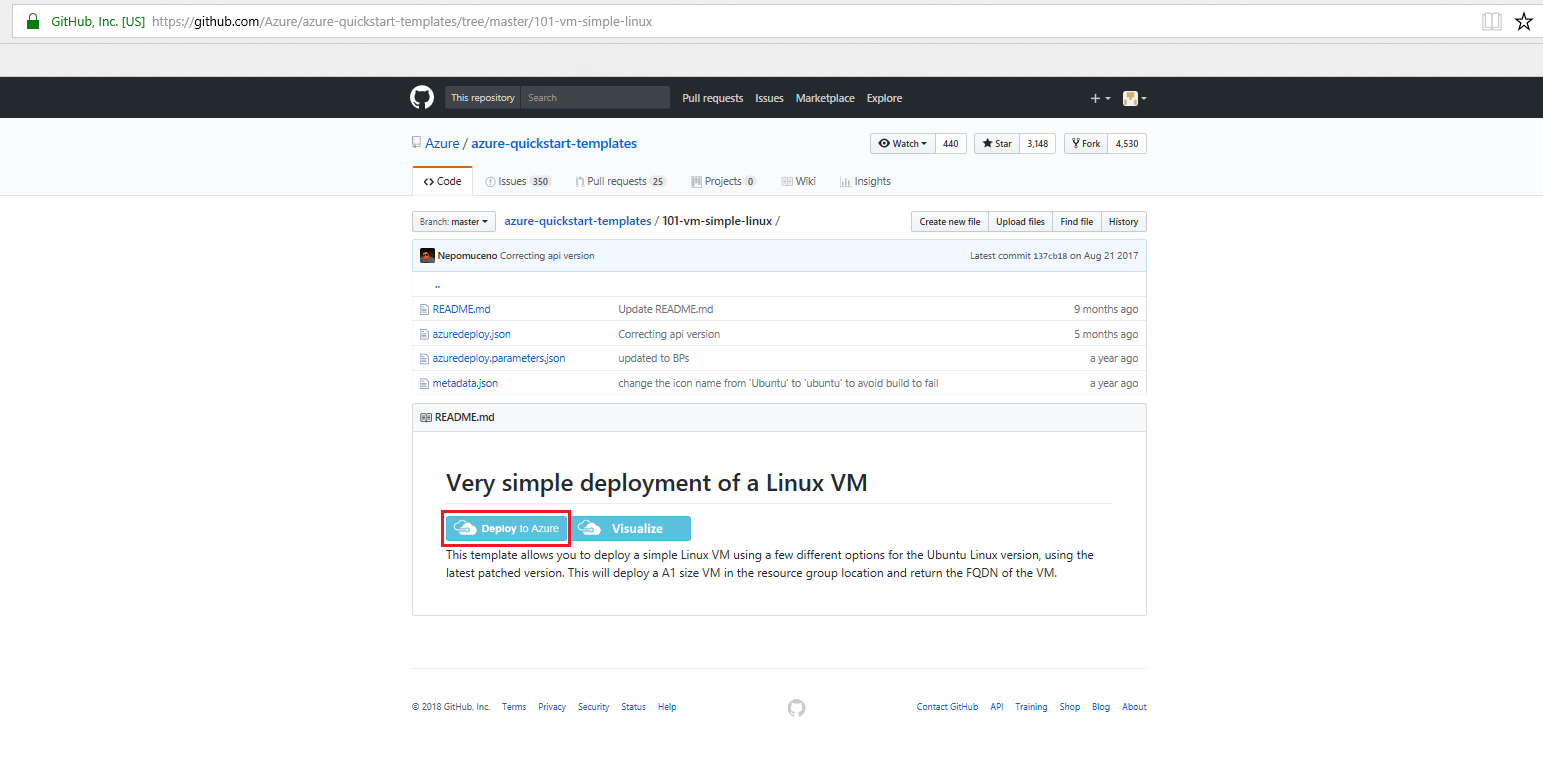 GitHub, Inc. [US] https://github.com/Azure/azure-quickstart-templates/tree/master/101-vm-simple-linux
This repository Search Pull requests Issues Marketplace Explore
Azure / azure-quickstart-templates Watch 440 Star 3,148 Fork 4,530
Code Issues 350 Pull requests 25 Projects 0 Wiki Insights
Branch: master azure-quickstart-templates / 101-vm-simple-linux / Create new file Upload files Find file History
Nepomuceno Correcting api version Latest commit 137cb18 on Aug 21 2017
..
README.md Update README.md 9 months ago
azuredeploy.json Correcting api version 5 months ago
azuredeploy.parameters.json updated to BPs a year ago
metadata.json change the icon name from 'Ubuntu' to 'ubuntu' to avoid build to fail a year ago
README.md
Very simple deployment of a Linux VM
Deploy to Azure Visualize
This template allows you to deploy a simple Linux VM using a few different options for the Ubuntu Linux version, using the
latest patched version. This will deploy a A1 size VM in the resource group location and return the FQDN of the VM.
© 2018 GitHub, Inc. Terms Privacy Security Status Help Contact GitHub API Training Shop Blog About